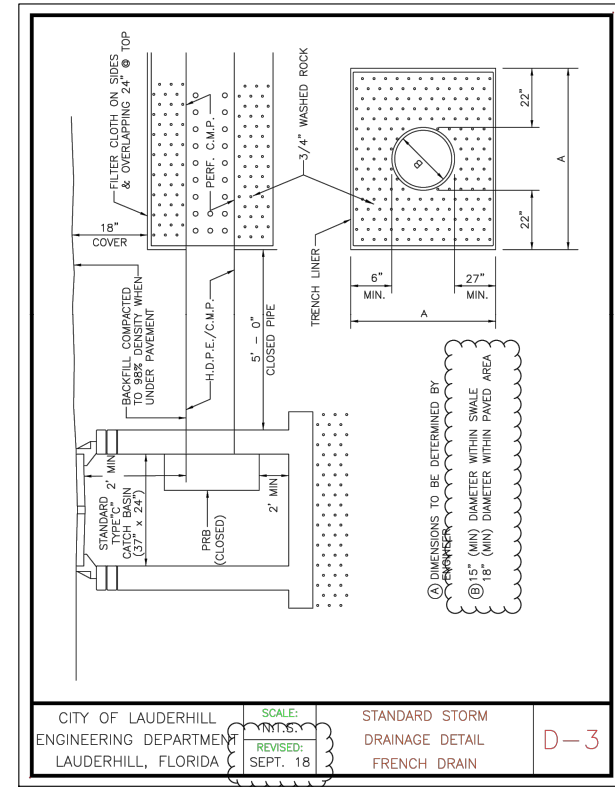 FILTER CLOTH ON SIDES
& OVERLAPPING 24" @ TOP
PERF. C.M.P.
3/4" WASHED ROCK
18"
COVER
BACKFILL COMPACTED
TO 98% DENSITY WHEN
UNDER PAVEMENT
H.D.P.E./C.M.P.
5' - 0"
CLOSED PIPE
TRENCH LINER
22"
22"
A
B
6"
MIN.
27"
MIN.
A
2' MIN
STANDARD
TYPE"C"
CATCH BASIN
(37" x 24")
PRB
(CLOSED)
2' MIN
A DIMENSIONS TO BE DETERMINED BY
ENGINEER
B 15" (MIN) DIAMETER WITHIN SWALE
18" (MIN) DIAMETER WITHIN PAVED AREA
CITY OF LAUDERHILL
ENGINEERING DEPARTMENT
LAUDERHILL, FLORIDA
SCALE:
N.T.S.
REVISED:
SEPT. 18
STANDARD STORM
DRAINAGE DETAIL
FRENCH DRAIN
D-3